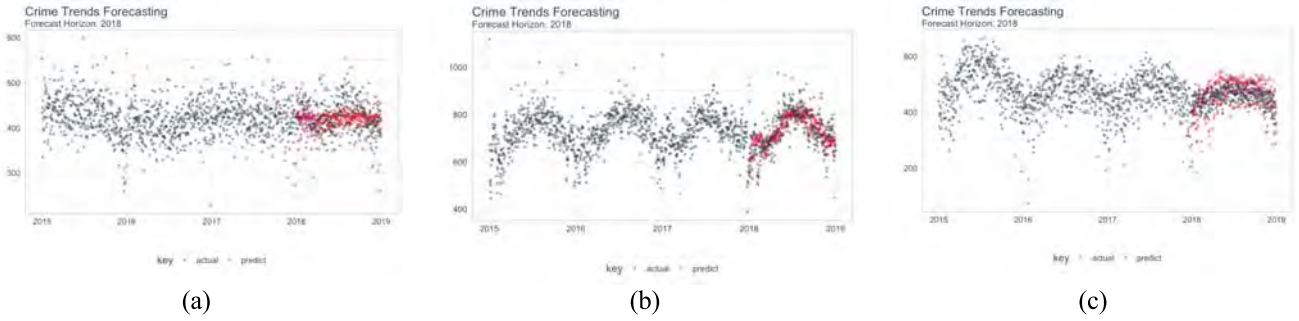 Crime Trends Forecasting
Forecast Horizon: 2018
600
500
400
300
2015
2016
2017
2018
2019
key actual predict
(a)
Crime Trends Forecasting
Forecast Horizon: 2018
1000
800
600
400
2015
2016
2017
2018
2019
key actual predict
(b)
Crime Trends Forecasting
Forecast Horizon: 2018
600
400
200
2015
2016
2017
2018
2019
key actual predict
(c)